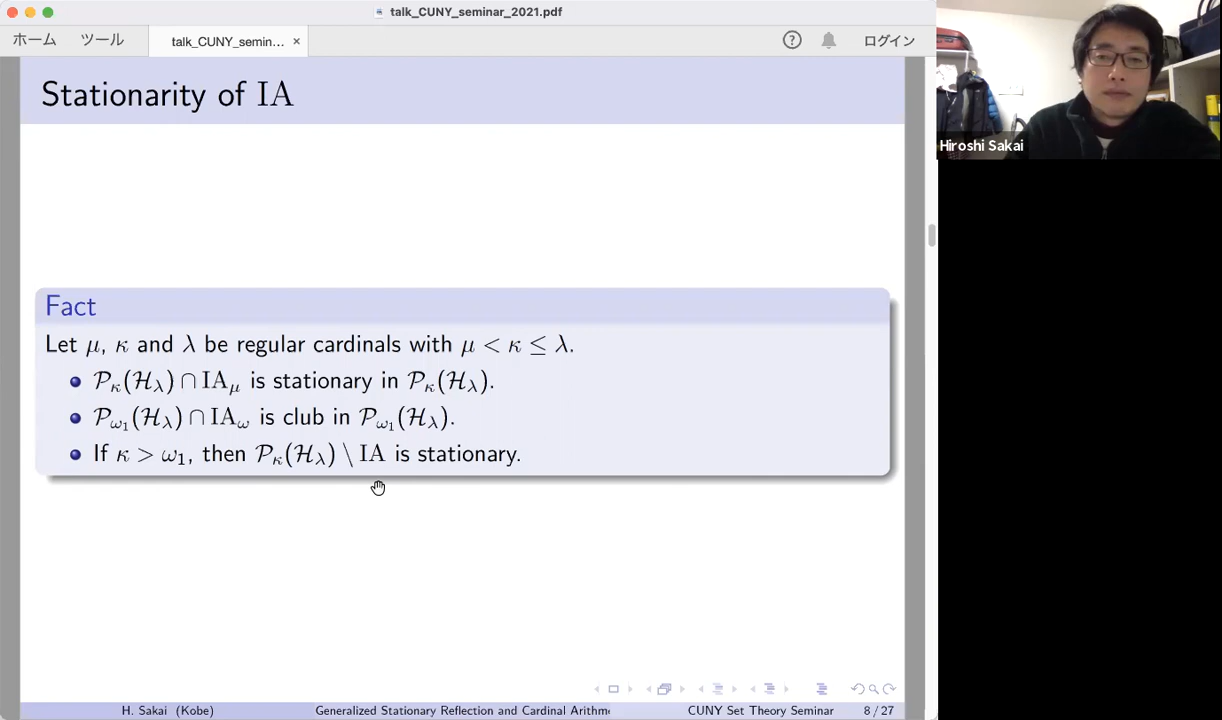 talk_CUNY_seminar_2021.pdf
ホーム ツール talk_CUNY_semin... × ? ログイン
Stationarity of IA
Hiroshi Sakai
Fact
Let μ, κ and λ be regular cardinals with μ < κ ≤ λ.
𝒫_κ(ℋ_λ) ∩ IA_μ is stationary in 𝒫_κ(ℋ_λ).
𝒫_ω₁(ℋ_λ) ∩ IA_ω is club in 𝒫_ω₁(ℋ_λ).
If κ > ω₁, then 𝒫_κ(ℋ_λ) \ IA is stationary.
H. Sakai (Kobe) Generalized Stationary Reflection and Cardinal Arithm CUNY Set Theory Seminar 8 / 27